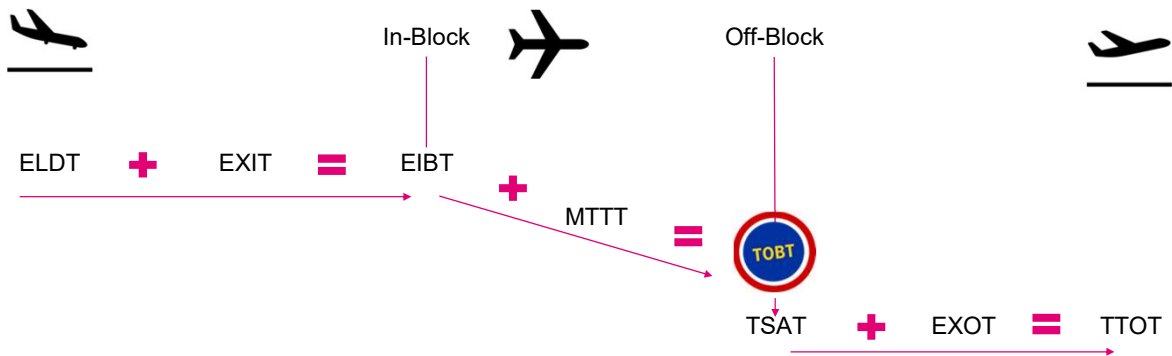 In-Block
Off-Block
ELDT + EXIT = EIBT
+ MTTT =
TOBT
TSAT + EXOT = TTOT